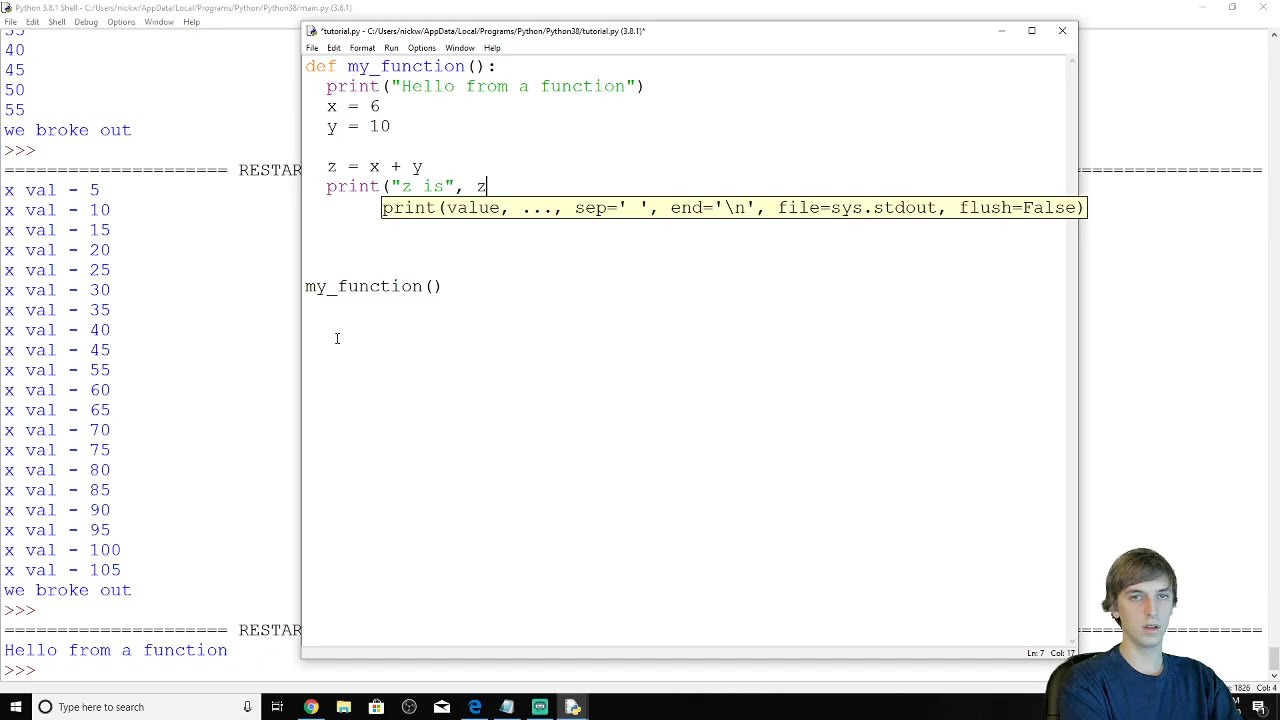 Python 3.8.1 Shell - C:/Users/nickw/AppData/Local/Programs/Python/Python38/main.py (3.8.1)
File Edit Shell Debug Options Window Help
35
40
45
50
55
we broke out
>>>
===================== RESTAR
x val - 5
x val - 10
x val - 15
x val - 20
x val - 25
x val - 30
x val - 35
x val - 40
x val - 45
x val - 55
x val - 60
x val - 65
x val - 70
x val - 75
x val - 80
x val - 85
x val - 90
x val - 95
x val - 100
x val - 105
we broke out
>>>
===================== RESTAR
Hello from a function
>>>
*tutorial.py - C:/Users/nickw/AppData/Local/Programs/Python/Python38/tutorial.py (3.8.1)*
File Edit Format Run Options Window Help
def my_function():
print("Hello from a function")
x = 6
y = 10
z = x + y
print("z is", z
print(value, ..., sep=' ', end='\n', file=sys.stdout, flush=False)
my_function()
Ln: 7 Col: 17
1826 Col: 4
Type here to search